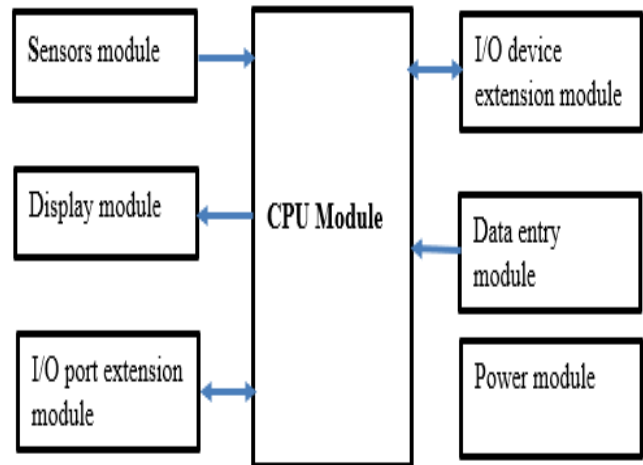 Sensors module
Display module
I/O port extension
module
CPU Module
I/O device
extension module
Data entry
module
Power module